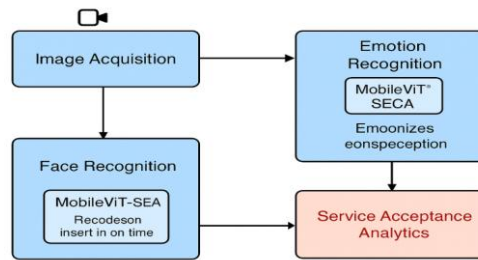 Image Acquisition
Emotion
Recognition
MobileViT*
SECA
Emoonizes
eonspeception
Face Recognition
MobileViT-SEA
Recodeson
insert in on time
Service Acceptance
Analytics